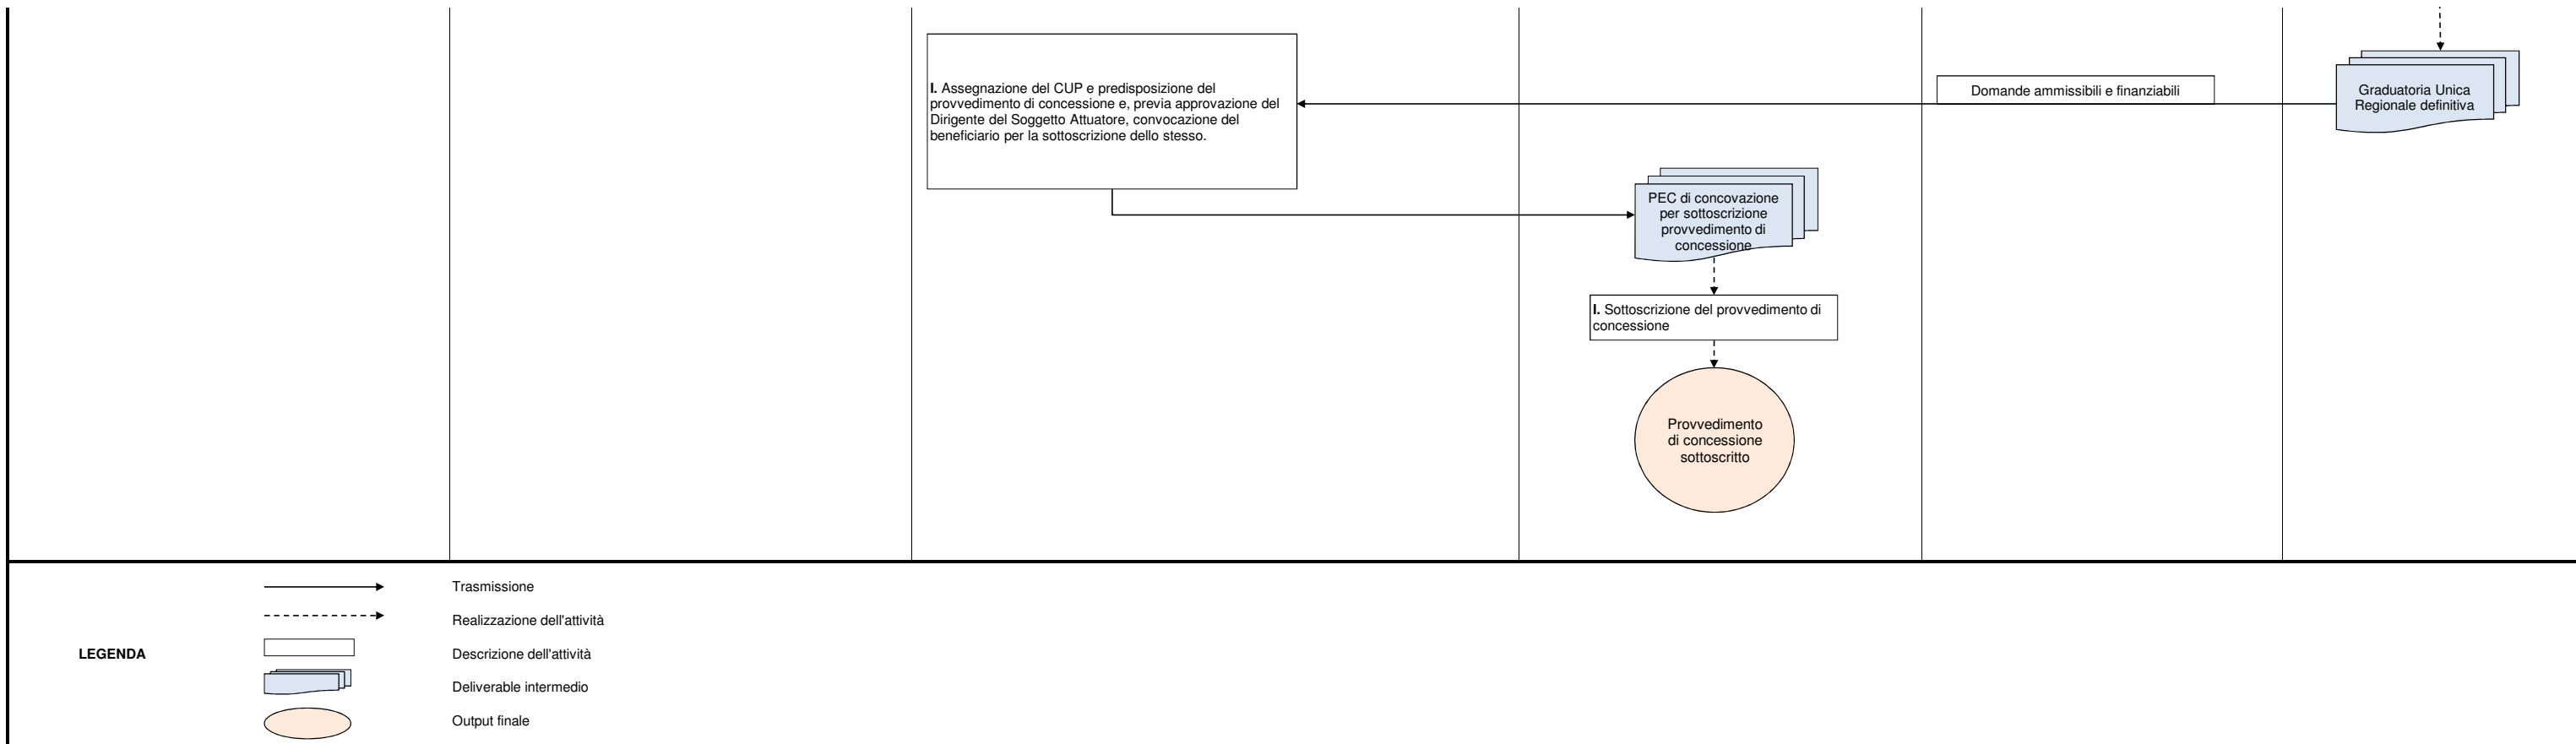 I. Assegnazione del CUP e predisposizione del
provvedimento di concessione e, previa approvazione del
Dirigente del Soggetto Attuatore, convocazione del
beneficiario per la sottoscrizione dello stesso.
Domande ammissibili e finanziabili
Graduatoria Unica
Regionale definitiva
PEC di concovazione
per sottoscrizione
provvedimento di
concessione
I. Sottoscrizione del provvedimento di
concessione
Provvedimento
di concessione
sottoscritto
LEGENDA
Trasmissione
Realizzazione dell'attività
Descrizione dell'attività
Deliverable intermedio
Output finale